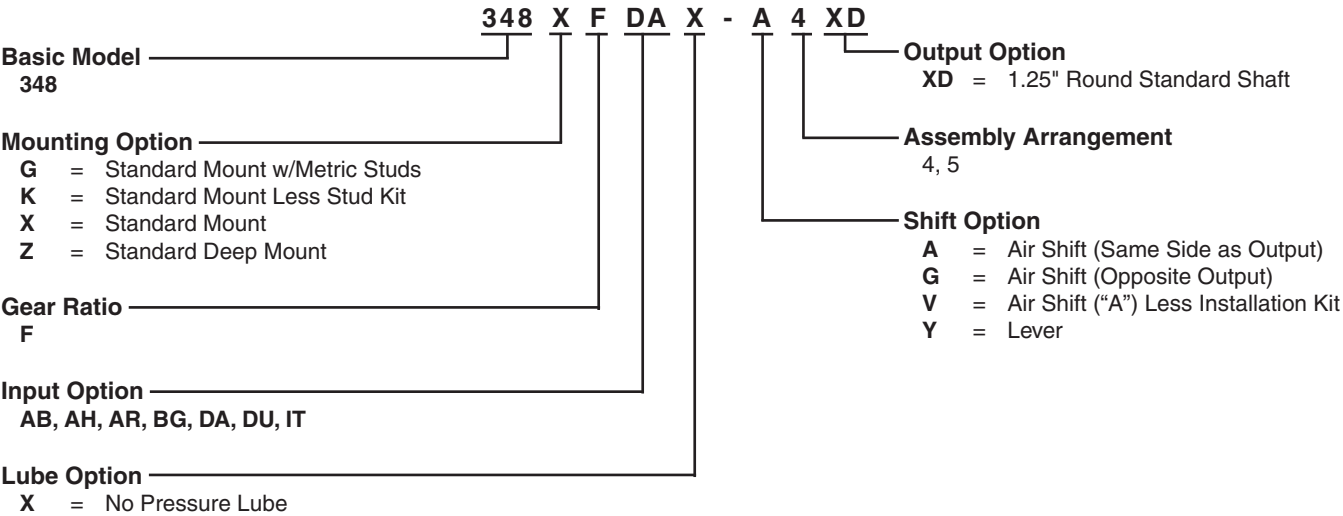 348 X F DA X - A 4 XD
Basic Model
348
Mounting Option
G = Standard Mount w/Metric Studs
K = Standard Mount Less Stud Kit
X = Standard Mount
Z = Standard Deep Mount
Gear Ratio
F
Input Option
AB, AH, AR, BG, DA, DU, IT
Lube Option
X = No Pressure Lube
Output Option
XD = 1.25" Round Standard Shaft
Assembly Arrangement
4, 5
Shift Option
A = Air Shift (Same Side as Output)
G = Air Shift (Opposite Output)
V = Air Shift (“A”) Less Installation Kit
Y = Lever